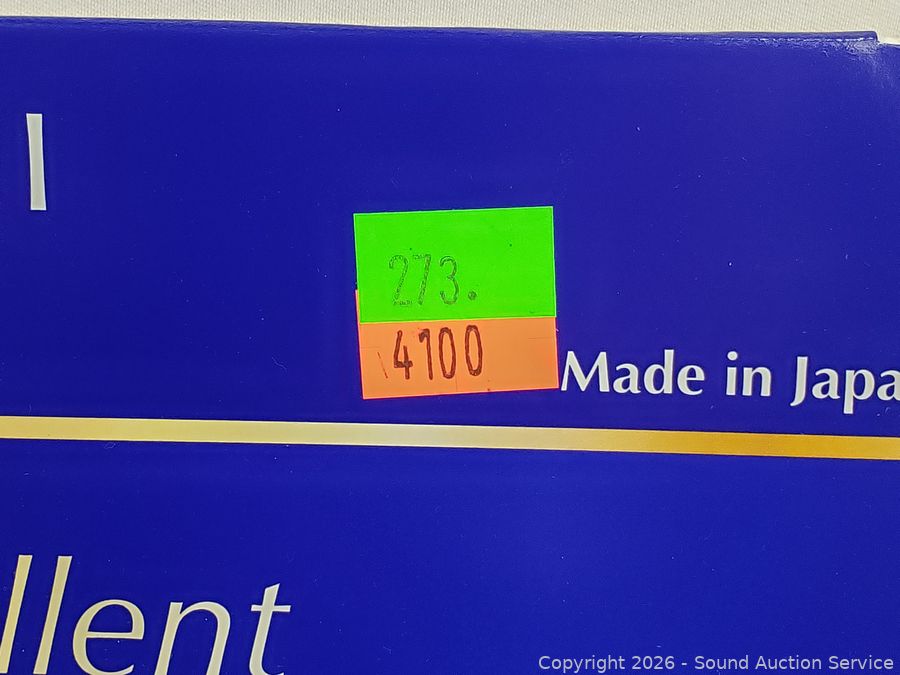 l
273.
4100
Made in Japa
llent
Copyright 2026 - Sound Auction Service